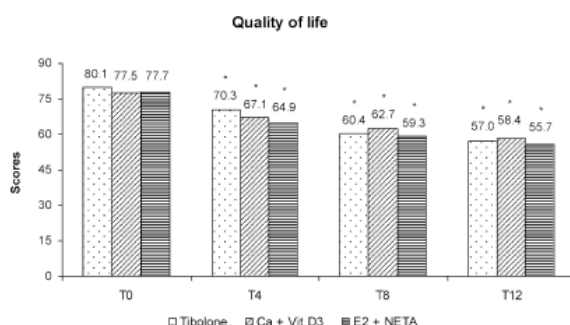 Quality of life
90
75
60
45
30
15
0
Scores
80.1 77.5 77.7
* * *
70.3 67.1 64.9
* * *
60.4 62.7 59.3
* * *
57.0 58.4 55.7
T0 T4 T8 T12
Tibolone Ca + Vit D3 E2 + NETA